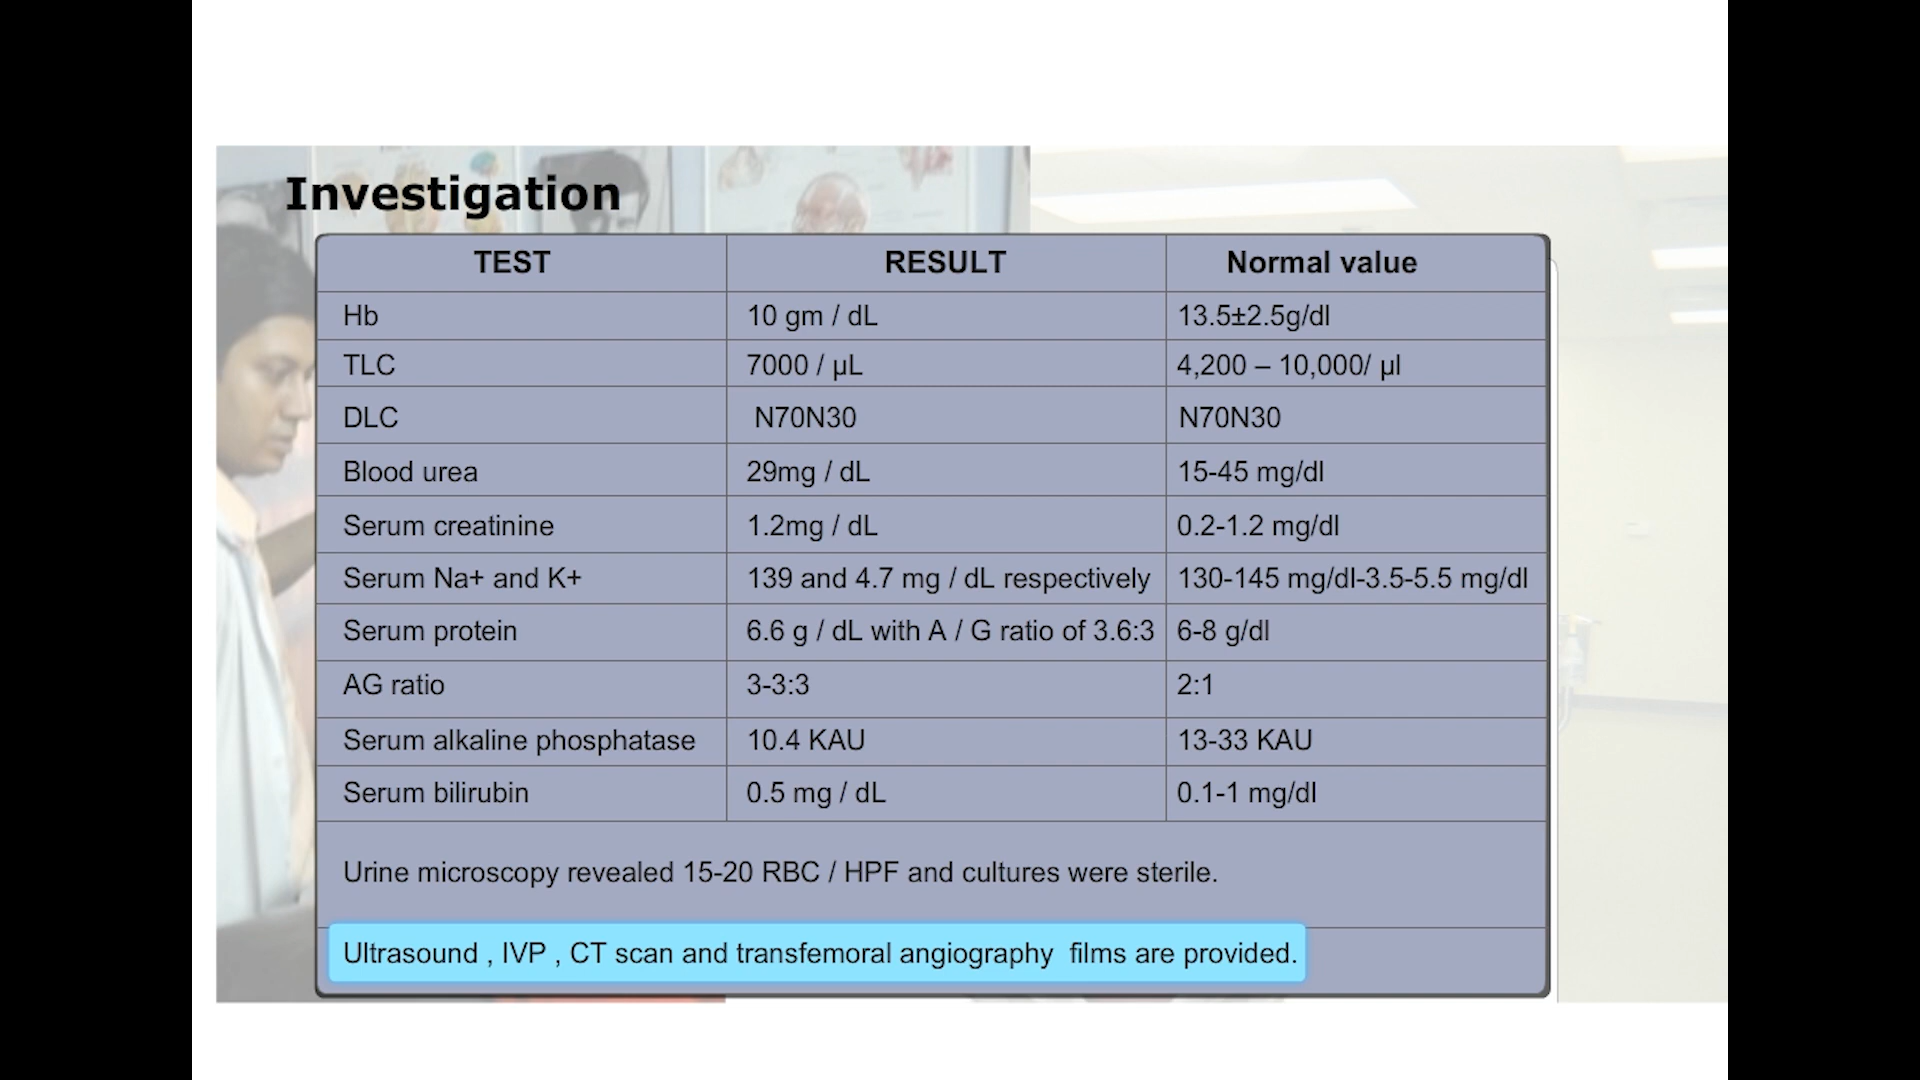 Investigation
TEST RESULT Normal value
Hb 10 gm / dL 13.5±2.5g/dl
TLC 7000 / µL 4,200 – 10,000/ µl
DLC N70N30 N70N30
Blood urea 29mg / dL 15-45 mg/dl
Serum creatinine 1.2mg / dL 0.2-1.2 mg/dl
Serum Na+ and K+ 139 and 4.7 mg / dL respectively 130-145 mg/dl-3.5-5.5 mg/dl
Serum protein 6.6 g / dL with A / G ratio of 3.6:3 6-8 g/dl
AG ratio 3-3:3 2:1
Serum alkaline phosphatase 10.4 KAU 13-33 KAU
Serum bilirubin 0.5 mg / dL 0.1-1 mg/dl
Urine microscopy revealed 15-20 RBC / HPF and cultures were sterile.
Ultrasound , IVP , CT scan and transfemoral angiography films are provided.